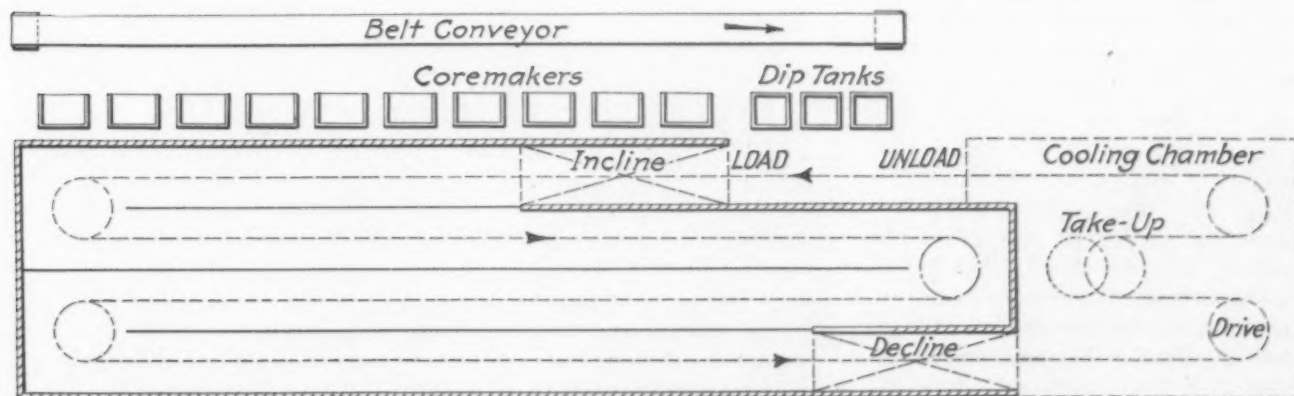 Belt Conveyor
Coremakers
Dip Tanks
Incline
LOAD
UNLOAD
Cooling Chamber
Take-Up
Drive
Decline